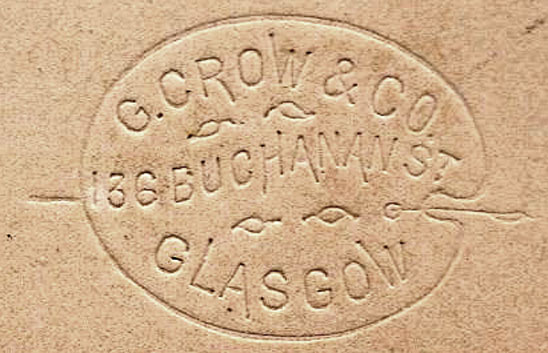 G. CROW & CO.
136 BUCHANAN ST
GLASGOW